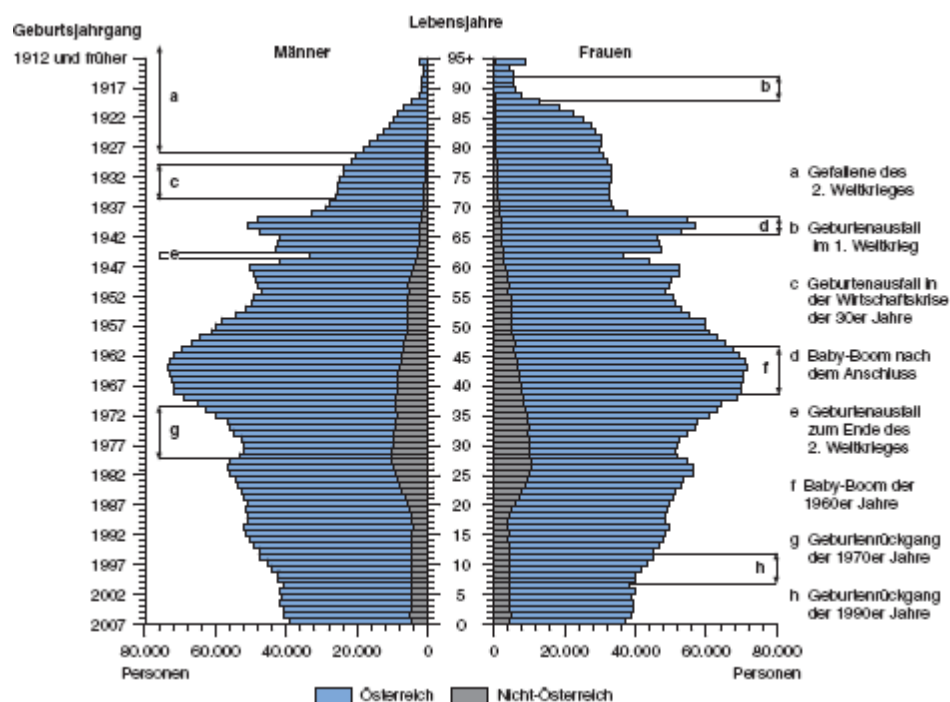 Lebensjahre
Geburtsjahrgang
Männer
Frauen
1912 und früher
1917
1922
1927
1932
1937
1942
1947
1952
1957
1962
1967
1972
1977
1982
1987
1992
1997
2002
2007
95+
90
85
80
75
70
65
60
55
50
45
40
35
30
25
20
15
10
5
0
a
c
e
g
b
d
f
h
a Gefallene des
2. Weltkrieges
b Geburtenausfall
im 1. Weltkrieg
c Geburtenausfall in
der Wirtschaftskrise
der 30er Jahre
d Baby-Boom nach
dem Anschluss
e Geburtenausfall
zum Ende des
2. Weltkrieges
f Baby-Boom der
1960er Jahre
g Geburtenrückgang
der 1970er Jahre
h Geburtenrückgang
der 1990er Jahre
80.000 60.000 40.000 20.000 0
0 20.000 40.000 60.000 80.000
Personen
Personen
Österreich
Nicht-Österreich